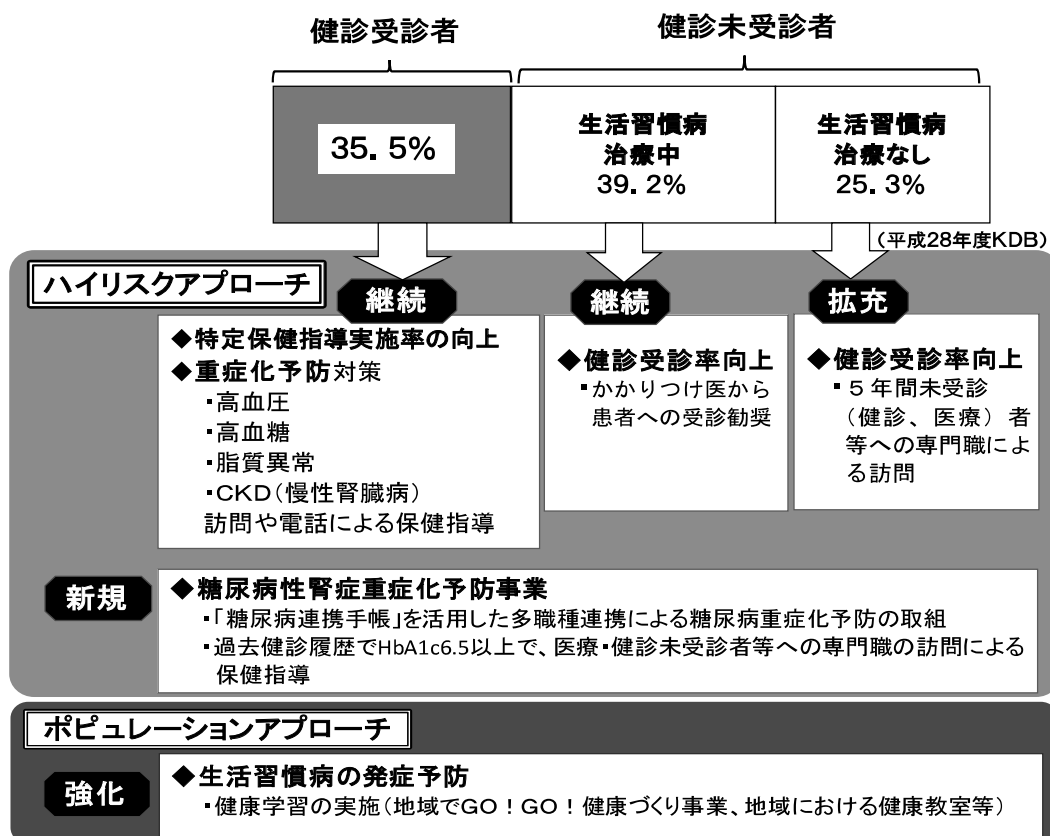 健診受診者
健診未受診者
35.5%
生活習慣病
治療中
39.2%
生活習慣病
治療なし
25.3%
(平成28年度KDB)
ハイリスクアプローチ
継続
継続
拡充
◆特定保健指導実施率の向上
◆重症化予防対策
▪高血圧
▪高血糖
▪脂質異常
▪CKD(慢性腎臓病)
訪問や電話による保健指導
◆健診受診率向上
▪かかりつけ医から
患者への受診勧奨
◆健診受診率向上
▪５年間未受診
(健診、医療)者
等への専門職によ
る訪問
新規
◆糖尿病性腎症重症化予防事業
▪「糖尿病連携手帳」を活用した多職種連携による糖尿病重症化予防の取組
▪過去健診履歴でHbA1c6.5以上で、医療▪健診未受診者等への専門職の訪問による
保健指導
ポピュレーションアプローチ
強化
◆生活習慣病の発症予防
▪健康学習の実施(地域でGO！GO！健康づくり事業、地域における健康教室等)